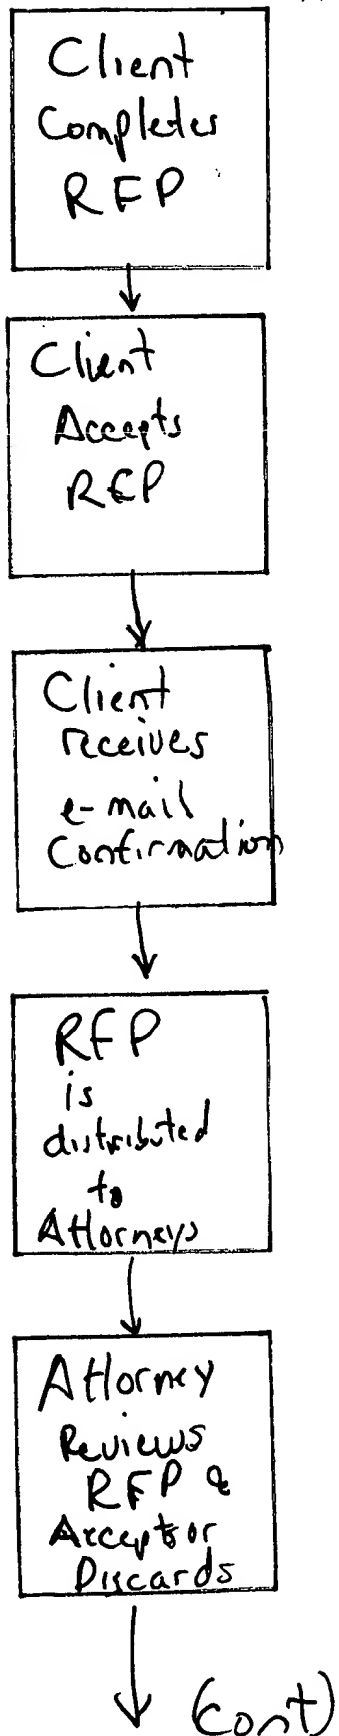 Client
Completes
RFP
Client
Accepts
RFP
Client
receives
e-mail
Confirmation
RFP
is
distributed
to
Attorneys
Attorney
Reviews
RFP &
Accept or
Discards
(Cont)